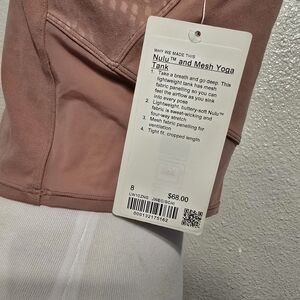 WHY WE MADE THIS
Nulu™ and Mesh Yoga
Tank
1. Take a breath and go deep. This
lightweight tank has mesh
fabric panelling so you can
feel the airflow as you sink
into every pose
2. Lightweight, buttery-soft Nulu™
fabric is sweat-wicking and
four-way stretch
3. Mesh fabric panelling for
ventilation
4. Tight fit, cropped length
8
$68.00